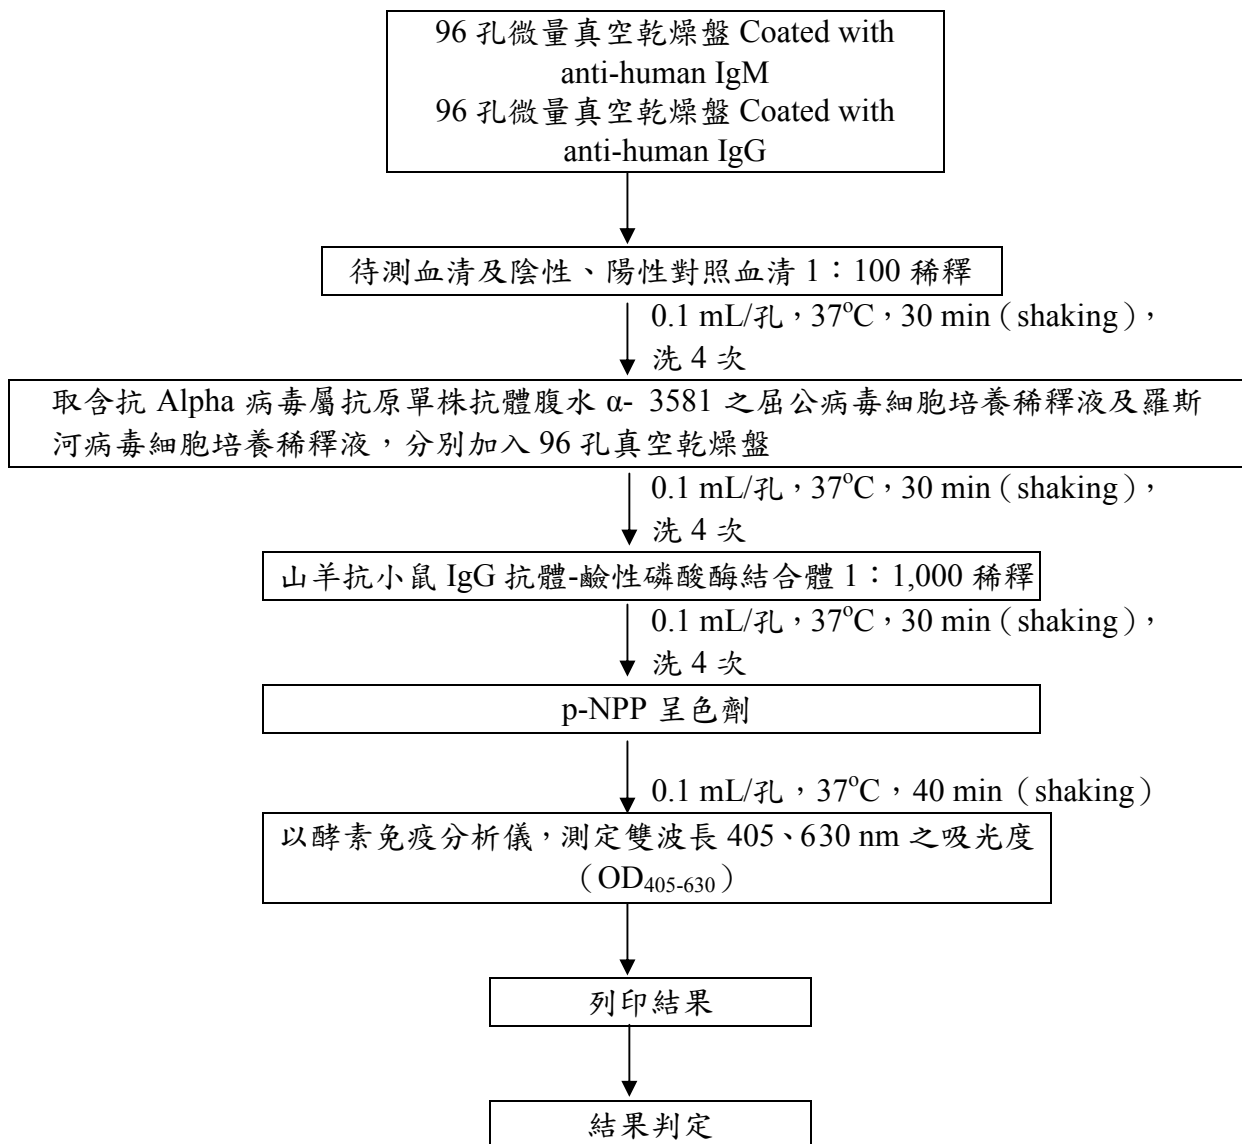 96 孔微量真空乾燥盤 Coated with
anti-human IgM
96 孔微量真空乾燥盤 Coated with
anti-human IgG
待測血清及陰性、陽性對照血清 1：100 稀釋
0.1 mL/孔，37°C，30 min（shaking），
洗 4 次
取含抗 Alpha 病毒屬抗原單株抗體腹水 α- 3581 之屈公病毒細胞培養稀釋液及羅斯
河病毒細胞培養稀釋液，分別加入 96 孔真空乾燥盤
0.1 mL/孔，37°C，30 min（shaking），
洗 4 次
山羊抗小鼠 IgG 抗體-鹼性磷酸酶結合體 1：1,000 稀釋
0.1 mL/孔，37°C，30 min（shaking），
洗 4 次
p-NPP 呈色劑
0.1 mL/孔，37°C，40 min（shaking）
以酵素免疫分析儀，測定雙波長 405、630 nm 之吸光度
（OD405-630）
列印結果
結果判定